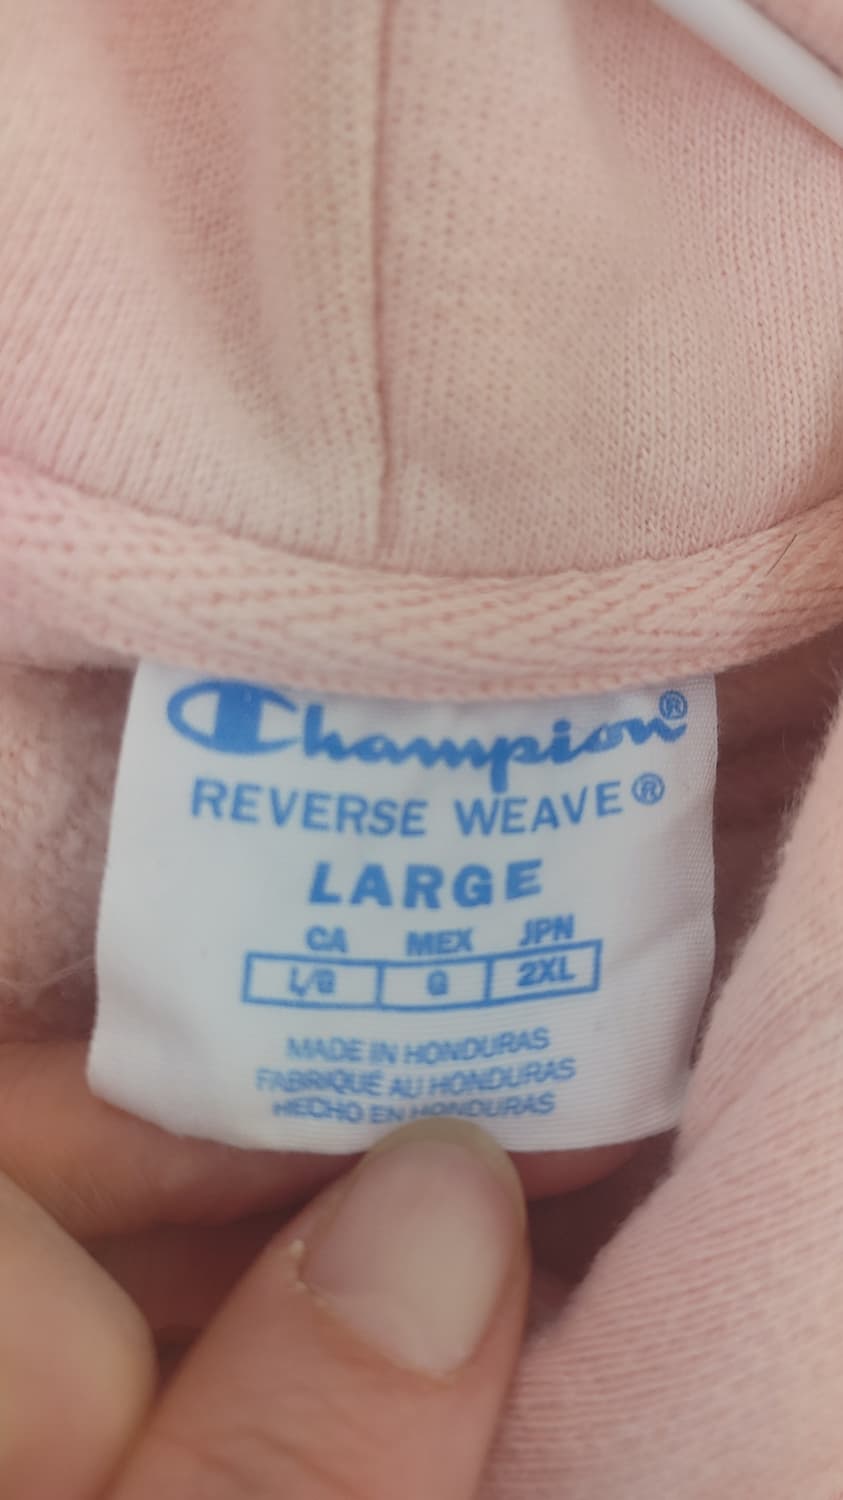 Champion®
REVERSE WEAVE®
LARGE
CA MEX JPN
L/G G 2XL
MADE IN HONDURAS
FABRIQUÉ AU HONDURAS
HECHO EN HONDURAS